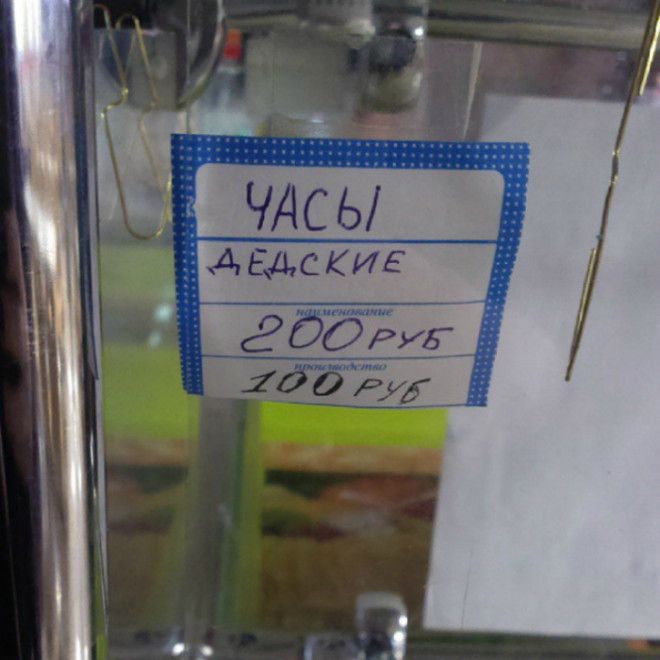 ЧАСЫ
ДЕДСКИЕ
наименование
200 РУБ
производство
100 РУБ